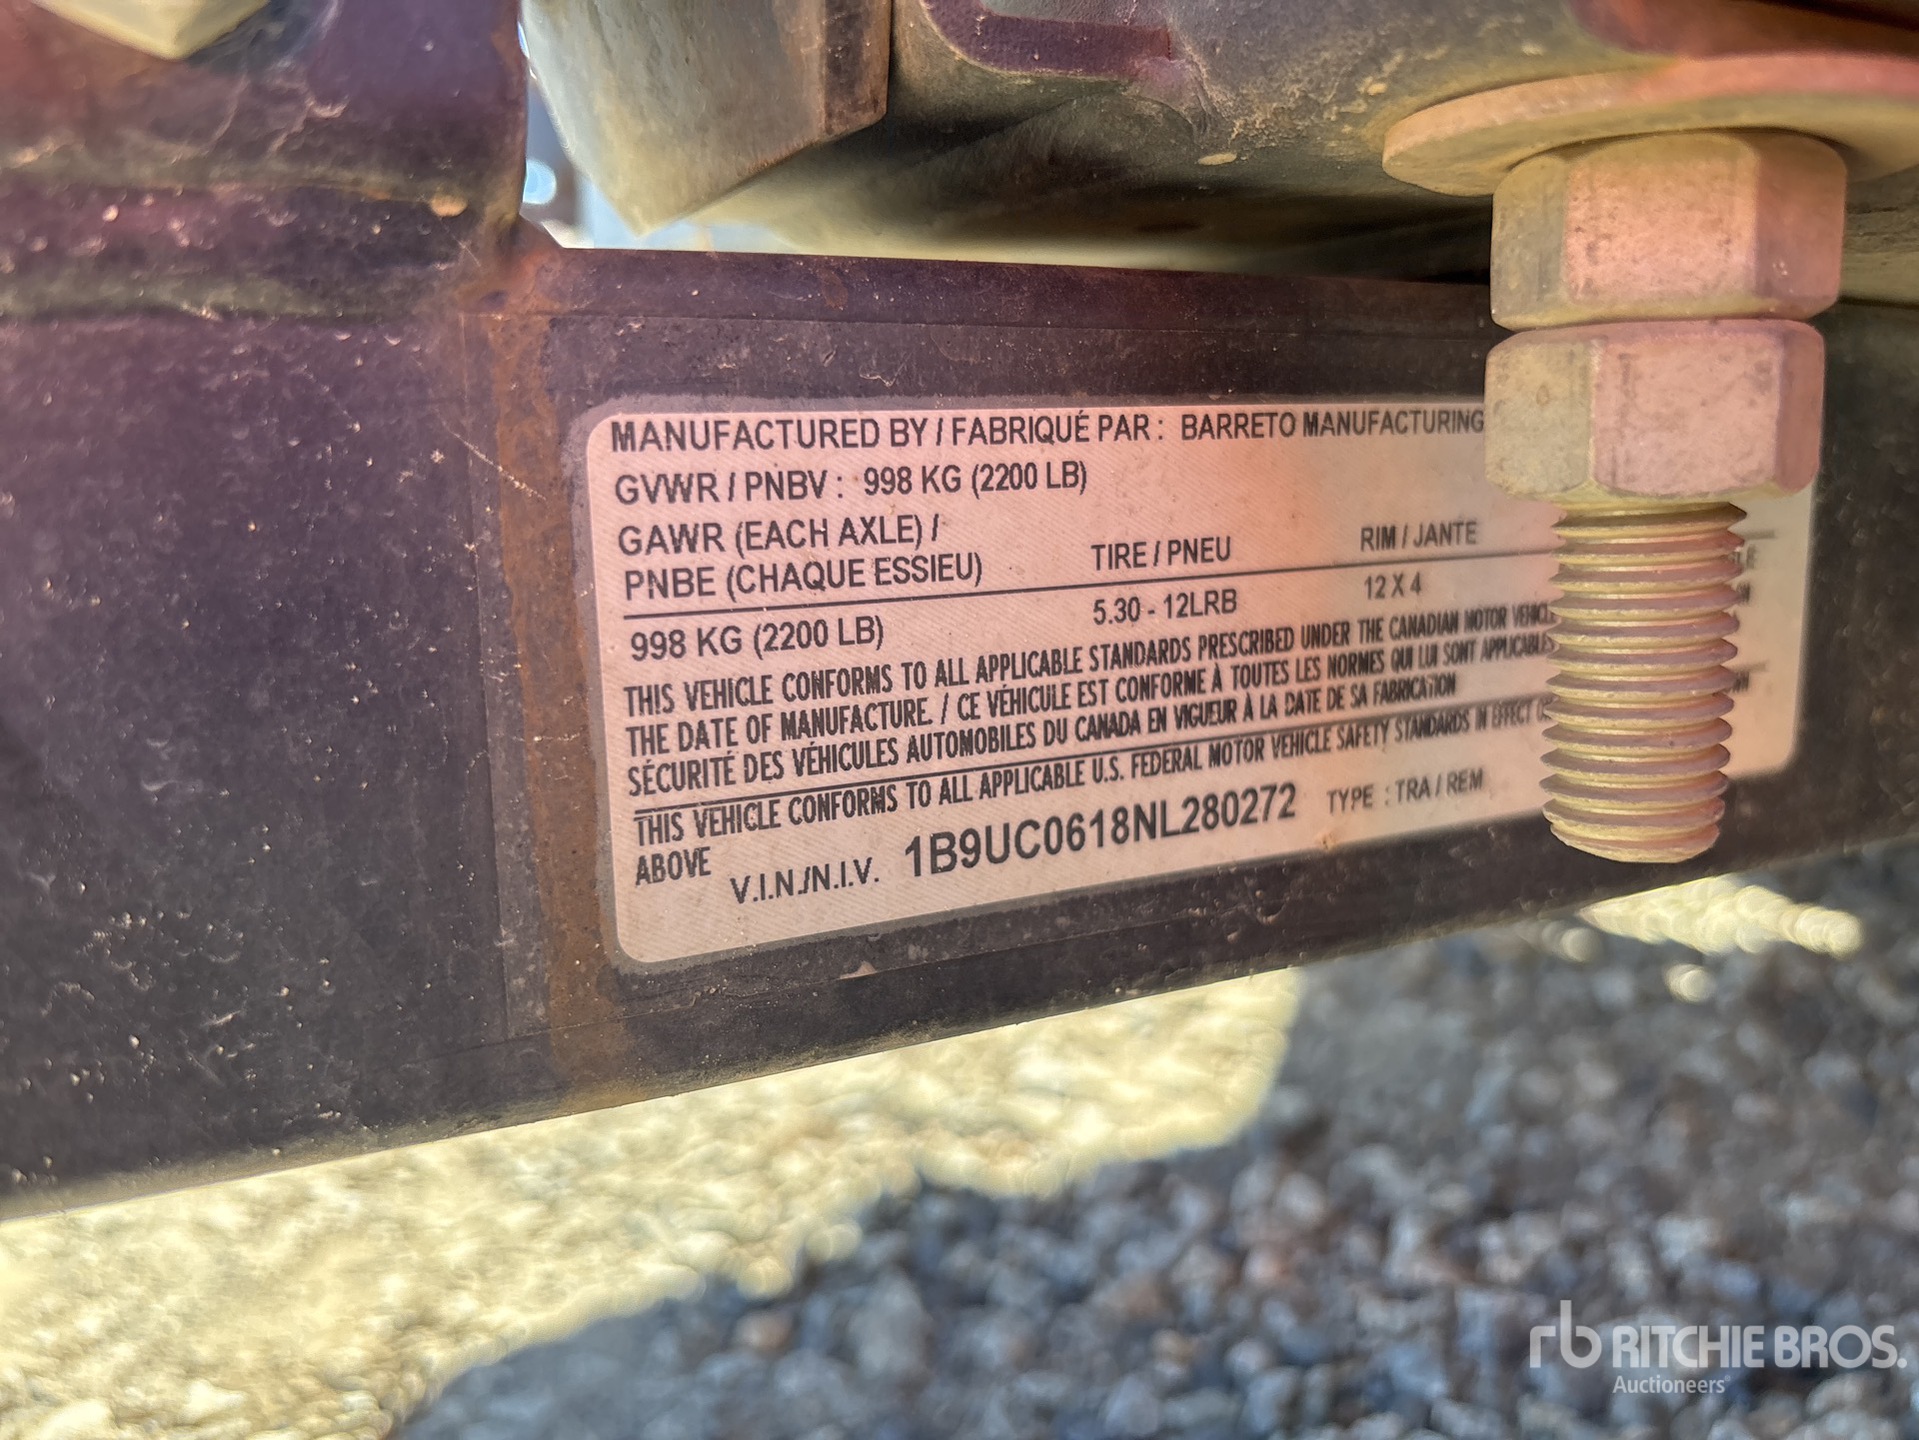 MANUFACTURED BY / FABRIQUÉ PAR : BARRETO MANUFACTURING
GVWR / PNBV : 998 KG (2200 LB)
GAWR (EACH AXLE) /
PNBE (CHAQUE ESSIEU) TIRE / PNEU RIM / JANTE
998 KG (2200 LB) 5.30 - 12LRB 12 X 4
THIS VEHICLE CONFORMS TO ALL APPLICABLE STANDARDS PRESCRIBED UNDER THE CANADIAN MOTOR VEHICLE
THE DATE OF MANUFACTURE. / CE VÉHICULE EST CONFORME À TOUTES LES NORMES QUI LUI SONT APPLICABLES
SÉCURITÉ DES VÉHICULES AUTOMOBILES DU CANADA EN VIGUEUR À LA DATE DE SA FABRICATION
THIS VEHICLE CONFORMS TO ALL APPLICABLE U.S. FEDERAL MOTOR VEHICLE SAFETY STANDARDS IN EFFECT
ABOVE
V.I.N./N.I.V. 1B9UC0618NL280272 TYPE : TRA / REM
rb RITCHIE BROS.
Auctioneers